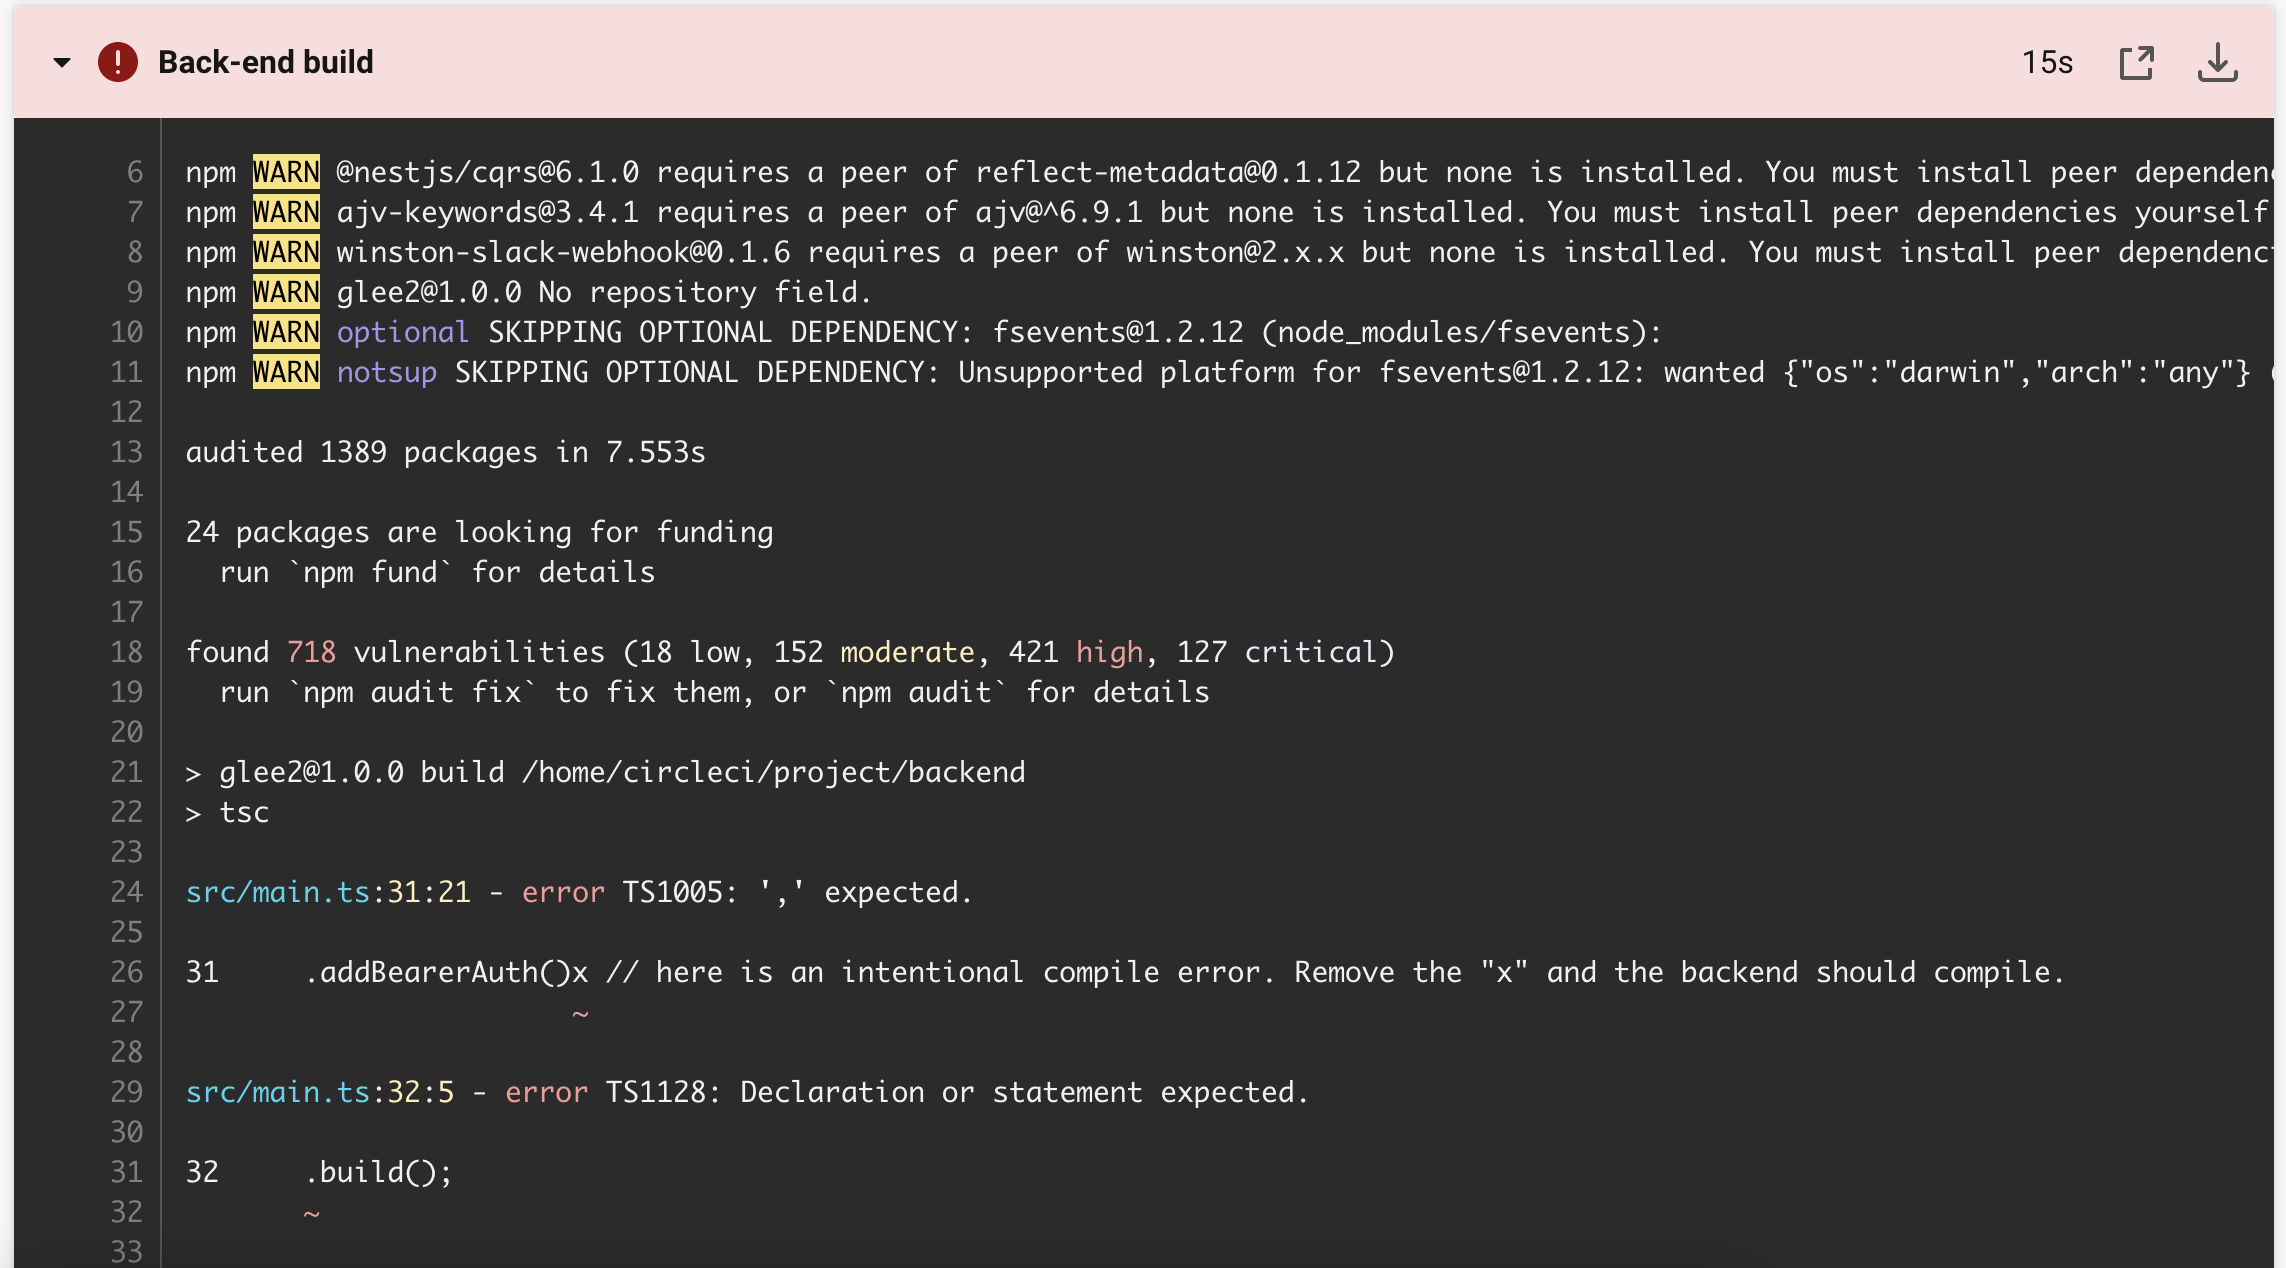 Back-end build 15s
6 npm WARN @nestjs/cqrs@6.1.0 requires a peer of reflect-metadata@0.1.12 but none is installed. You must install peer
7 npm WARN ajv-keywords@3.4.1 requires a peer of ajv@^6.9.1 but none is installed. You must install peer dependencies yourself
8 npm WARN winston-slack-webhook@0.1.6 requires a peer of winston@2.x.x but none is installed. You must install peer
9 npm WARN glee2@1.0.0 No repository field.
10 npm WARN optional SKIPPING OPTIONAL DEPENDENCY: fsevents@1.2.12 (node_modules/fsevents):
11 npm WARN notsup SKIPPING OPTIONAL DEPENDENCY: Unsupported platform for fsevents@1.2.12: wanted {"os":"darwin","arch":"any"}
12
13 audited 1389 packages in 7.553s
14
15 24 packages are looking for funding
16   run `npm fund` for details
17
18 found 718 vulnerabilities (18 low, 152 moderate, 421 high, 127 critical)
19   run `npm audit fix` to fix them, or `npm audit` for details
20
21 > glee2@1.0.0 build /home/circleci/project/backend
22 > tsc
23
24 src/main.ts:31:21 - error TS1005: ',' expected.
25
26 31     .addBearerAuth()x // here is an intentional compile error. Remove the "x" and the backend should compile.
27                        ~
28
29 src/main.ts:32:5 - error TS1128: Declaration or statement expected.
30
31 32     .build();
32        ~
33